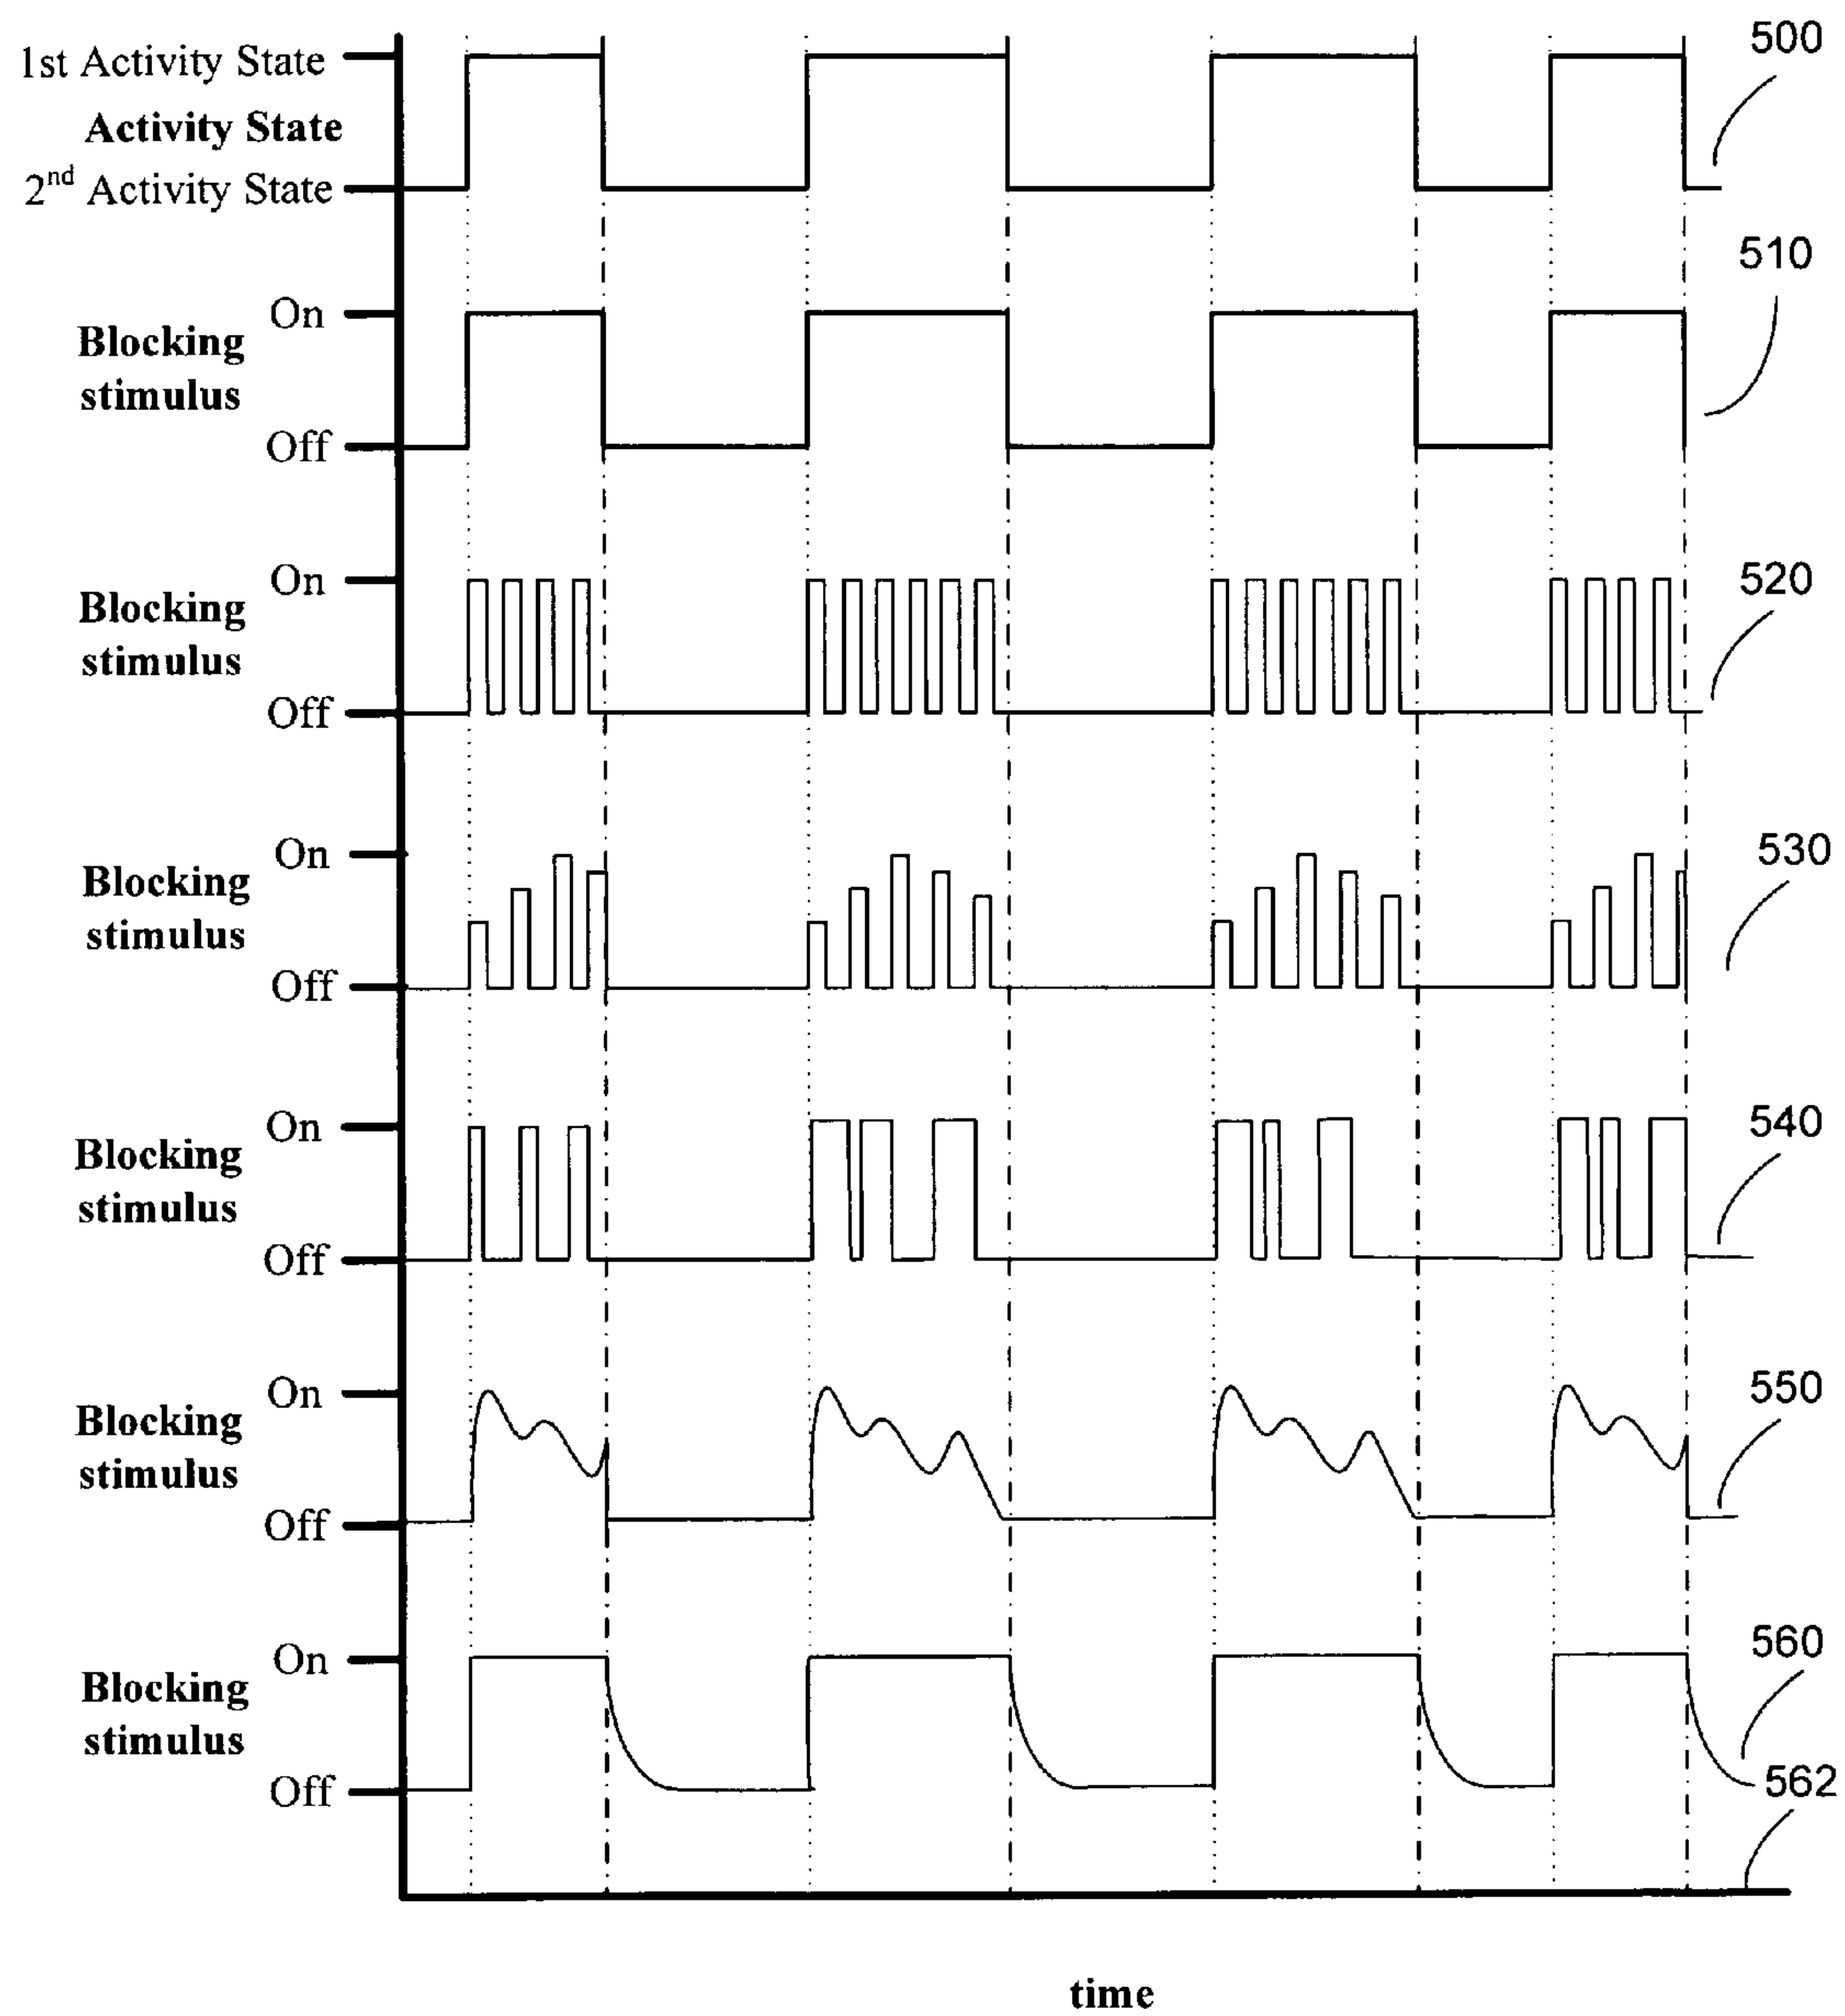 500
1st Activity State
Activity State
2nd Activity State
510
On
Blocking
stimulus
Off
520
On
Blocking
stimulus
Off
530
On
Blocking
stimulus
Off
540
On
Blocking
stimulus
Off
550
On
Blocking
stimulus
Off
560
On
Blocking
stimulus
562
Off
time